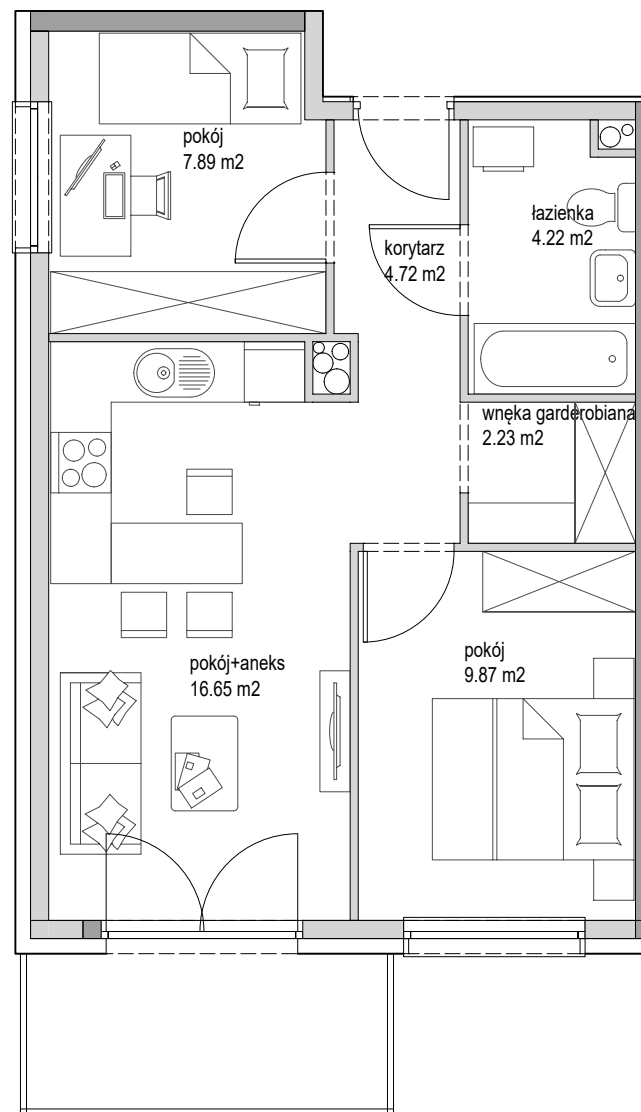 pokój
7.89 m2
łazienka
4.22 m2
korytarz
4.72 m2
wnęka garderobiana
2.23 m2
pokój+aneks
16.65 m2
pokój
9.87 m2